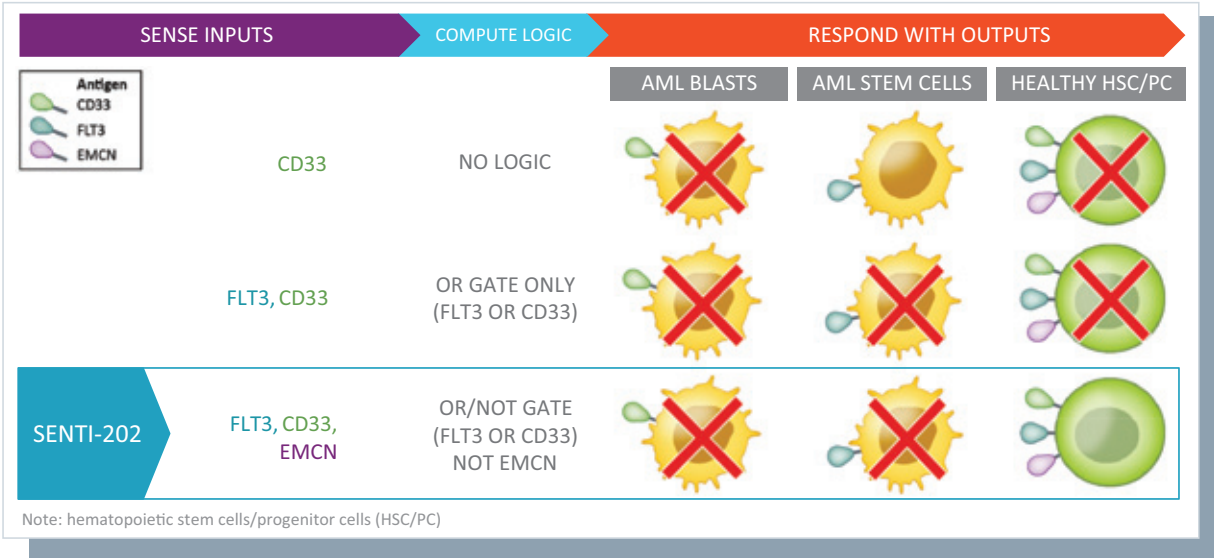 SENSE INPUTS
COMPUTE LOGIC
RESPOND WITH OUTPUTS
Antigen
CD33
FLT3
EMCN
AML BLASTS
AML STEM CELLS
HEALTHY HSC/PC
CD33
NO LOGIC
FLT3, CD33
OR GATE ONLY
(FLT3 OR CD33)
SENTI-202
FLT3, CD33,
EMCN
OR/NOT GATE
(FLT3 OR CD33)
NOT EMCN
Note: hematopoietic stem cells/progenitor cells (HSC/PC)